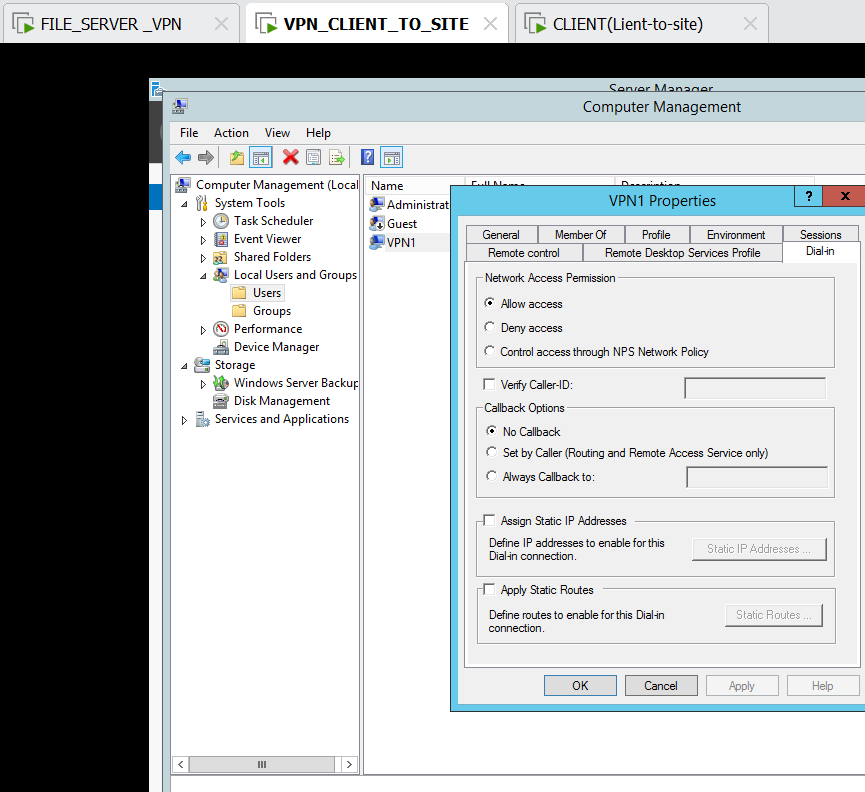 FILE_SERVER _VPN
VPN_CLIENT_TO_SITE
CLIENT(Lient-to-site)
Server Manager
Computer Management
File Action View Help
Computer Management (Local
System Tools
Task Scheduler
Event Viewer
Shared Folders
Local Users and Groups
Users
Groups
Performance
Device Manager
Storage
Windows Server Backup
Disk Management
Services and Applications
Name Full Name Description
Administrat
Guest
VPN1
VPN1 Properties
? x
General Member Of Profile Environment Sessions
Remote control Remote Desktop Services Profile Dial-in
Network Access Permission
Allow access
Deny access
Control access through NPS Network Policy
Verify Caller-ID:
Callback Options
No Callback
Set by Caller (Routing and Remote Access Service only)
Always Callback to:
Assign Static IP Addresses
Define IP addresses to enable for this
Dial-in connection.
Static IP Addresses ...
Apply Static Routes
Define routes to enable for this Dial-in
connection.
Static Routes ...
OK Cancel Apply Help